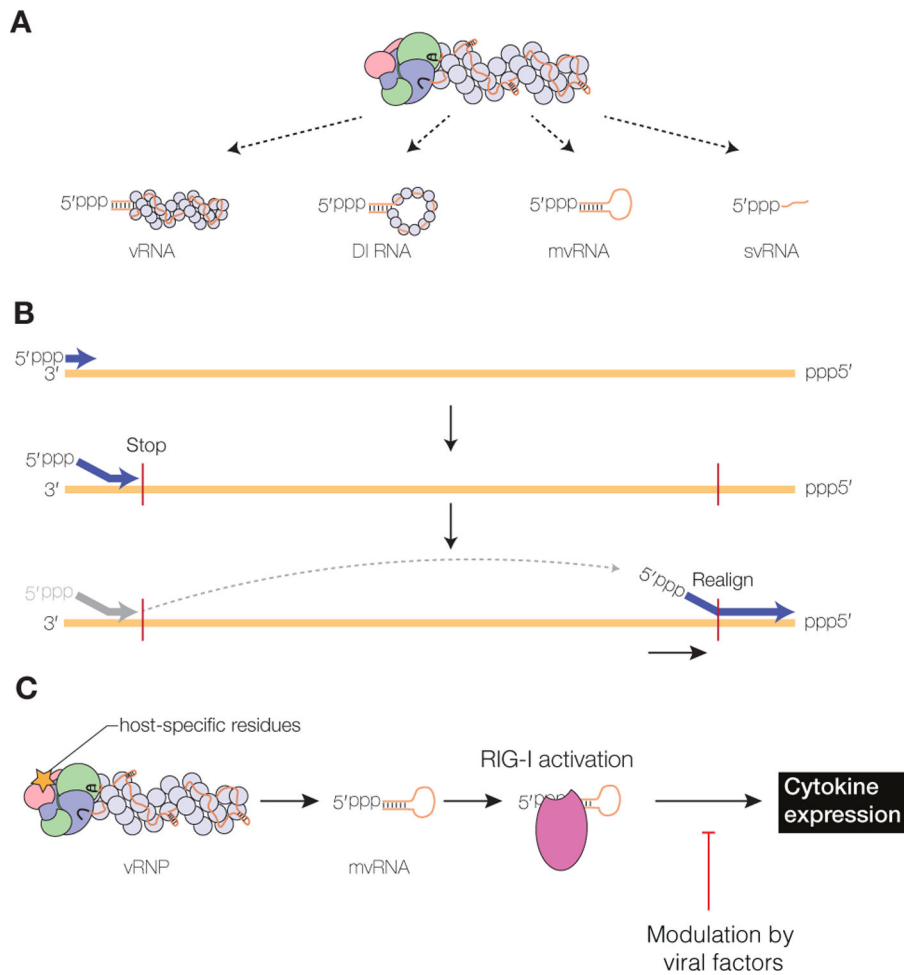 A
5'ppp
vRNA
5'ppp
DI RNA
5'ppp
mvRNA
5'ppp
svRNA
B
5'ppp
3'
ppp5'
Stop
5'ppp
3'
ppp5'
5'ppp
3'
5'ppp
Realign
ppp5'
C
host-specific residues
vRNP
5'ppp
mvRNA
RIG-I activation
5'ppp
Cytokine
expression
Modulation by
viral factors